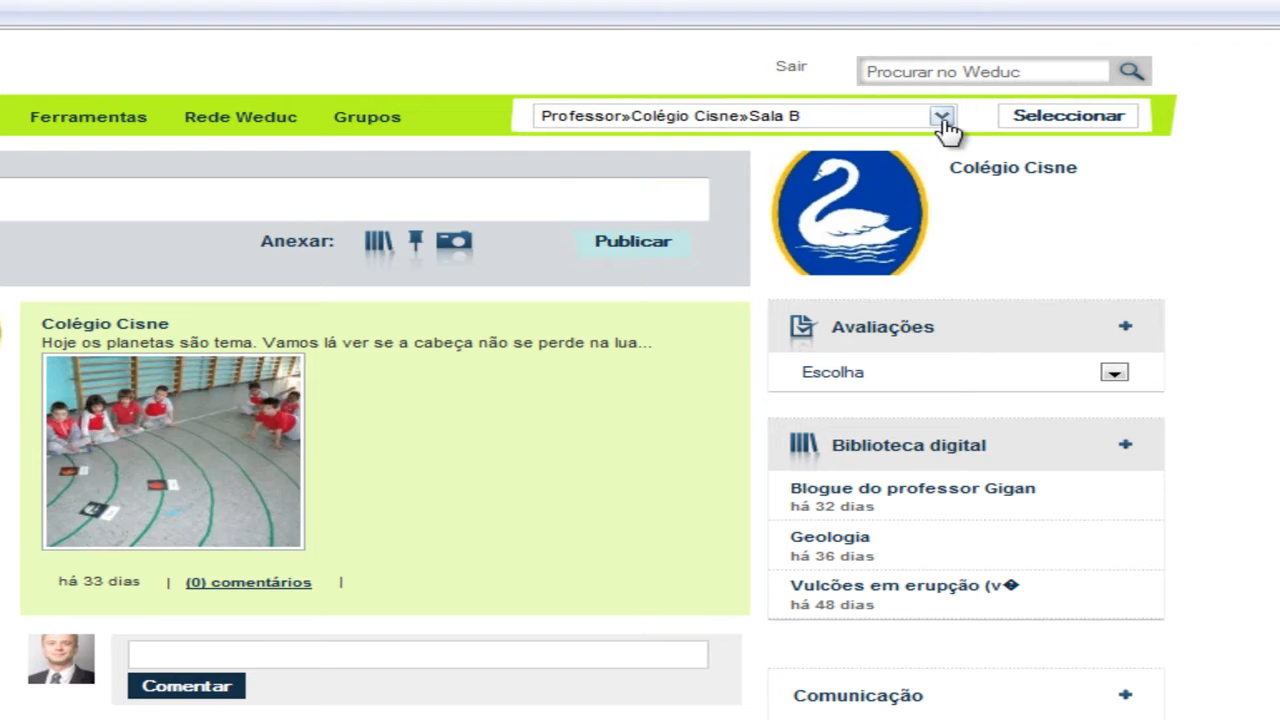 Sair
Procurar no Weduc
Ferramentas Rede Weduc Grupos
Professor»Colégio Cisne»Sala B
Seleccionar
Colégio Cisne
Anexar:
Publicar
Colégio Cisne
Hoje os planetas são tema. Vamos lá ver se a cabeça não se perde na lua...
há 33 dias | (0) comentários |
Comentar
Avaliações +
Escolha
Biblioteca digital +
Blogue do professor Gigan
há 32 dias
Geologia
há 36 dias
Vulcões em erupção (v�
há 48 dias
Comunicação +